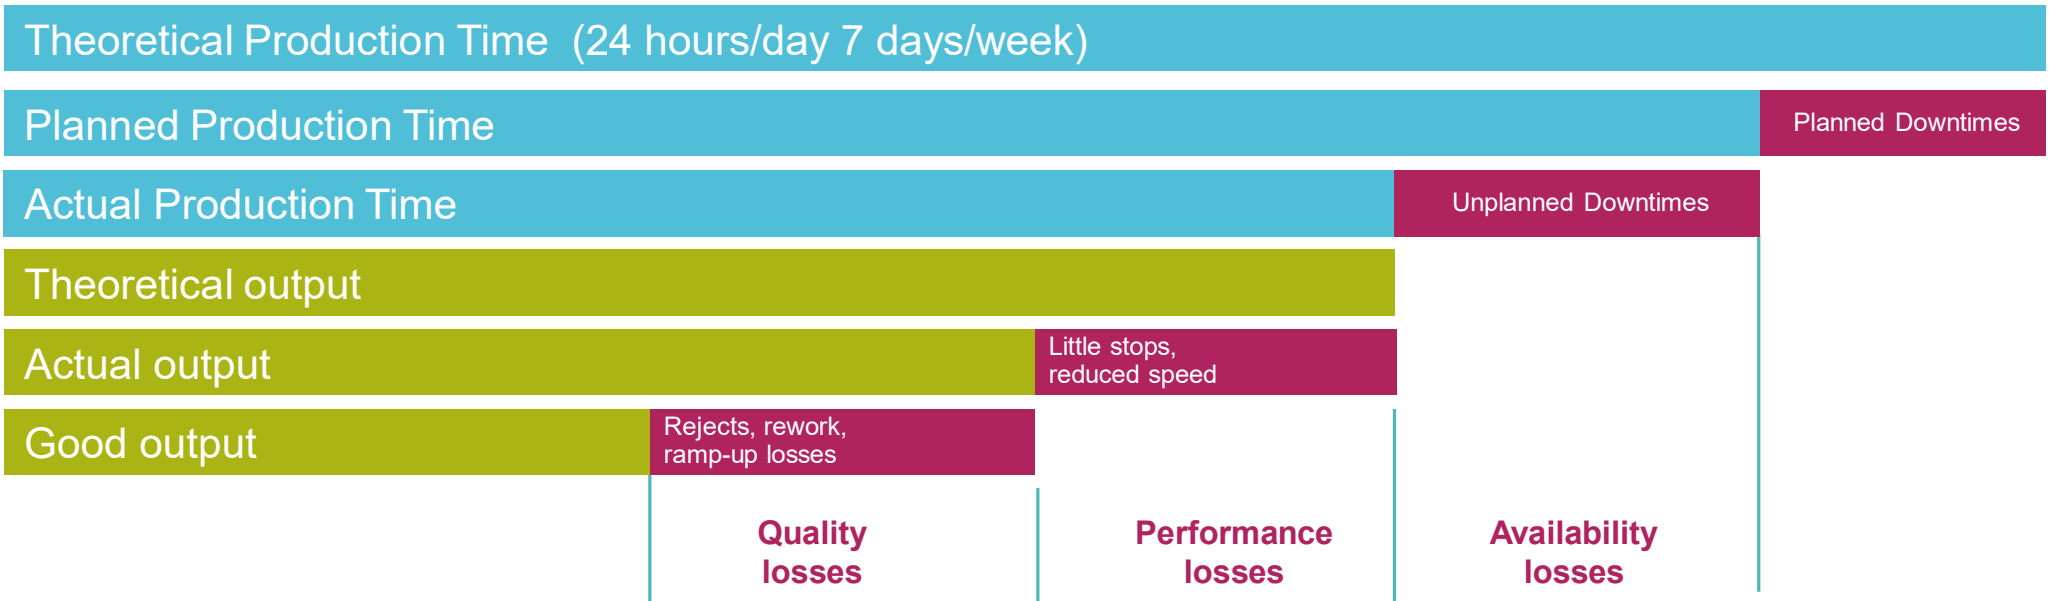 Theoretical Production Time (24 hours/day 7 days/week)
Planned Production Time
Planned Downtimes
Actual Production Time
Unplanned Downtimes
Theoretical output
Actual output
Little stops,
reduced speed
Good output
Rejects, rework,
ramp-up losses
Quality
losses
Performance
losses
Availability
losses